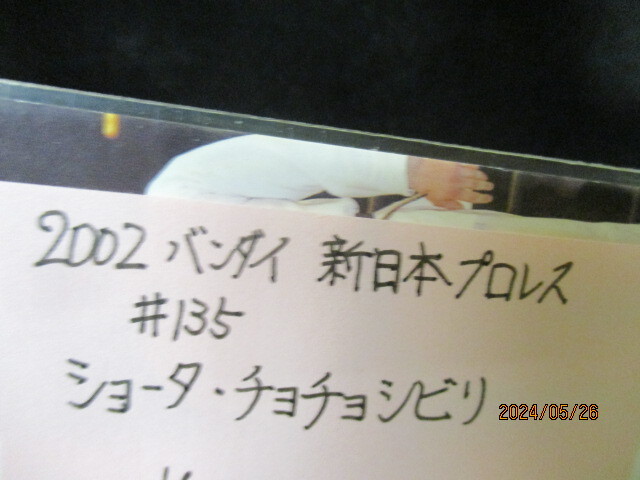 2002 バンダイ 新日本プロレス
#135
ショータ・チョチョシビリ
2024/05/26